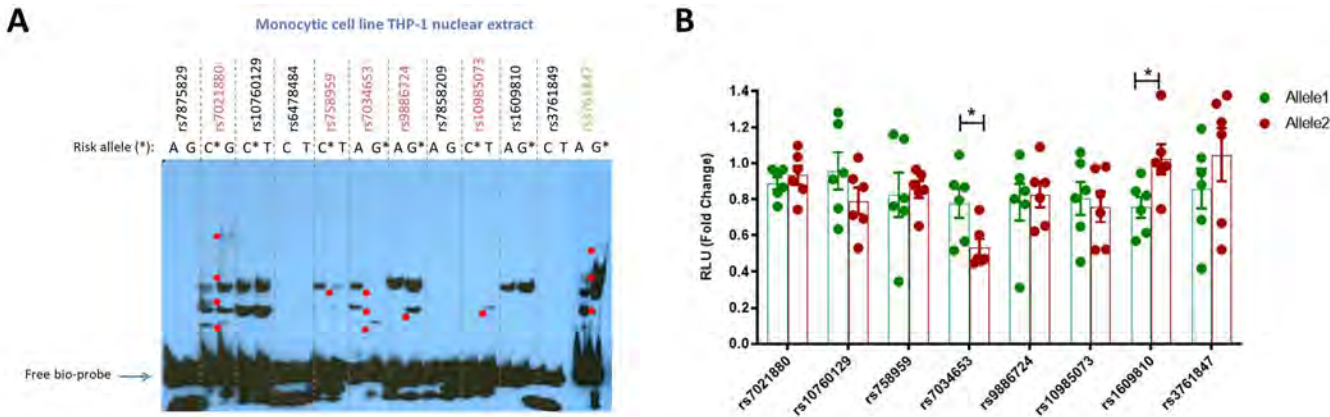 A
Monocytic cell line THP-1 nuclear extract
rs7875829 rs7021880 rs10760129 rs6478484 rs758959 rs7034653 rs9886724 rs7858209 rs10985073 rs1609810 rs3761849 rs3761847
Risk allele (*): A G C* G C* T C T C* T A G* A G* A G C* T A G* C T A G*
Free bio-probe
B
* *
Allele1
Allele2
1.4
1.2
1.0
0.8
0.6
0.4
0.2
0.0
RLU (Fold Change)
rs7021880 rs10760129 rs758959 rs7034653 rs9886724 rs10985073 rs1609810 rs3761847